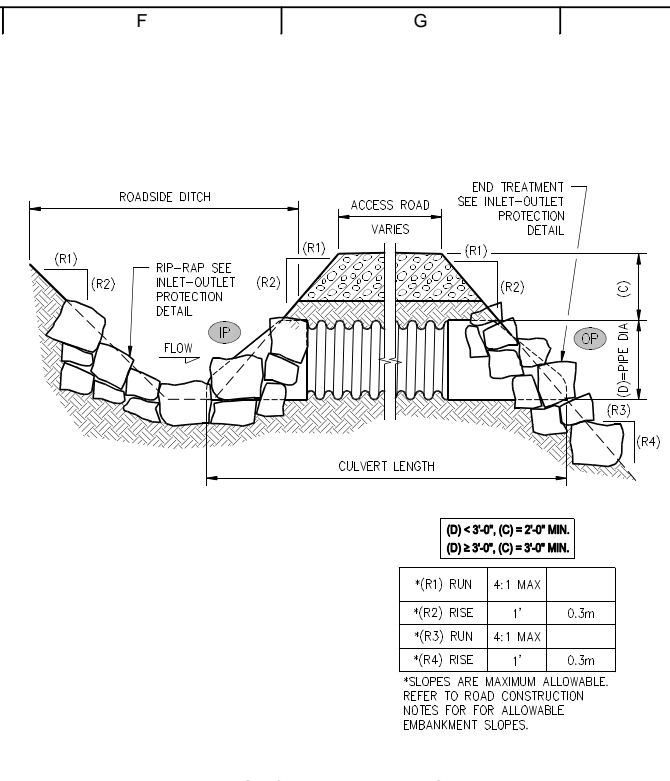 F G
ROADSIDE DITCH
ACCESS ROAD
VARIES
END TREATMENT
SEE INLET-OUTLET
PROTECTION
DETAIL
(R1)
(R2)
RIP-RAP SEE
INLET-OUTLET
PROTECTION
DETAIL
(R1)
(R2)
(R1)
(R2)
(C)
IP
FLOW
OP
(D)=PIPE DIA
(R3)
(R4)
CULVERT LENGTH
(D) < 3'-0", (C) = 2'-0" MIN.
(D) ≥ 3'-0", (C) = 3'-0" MIN.
*(R1) RUN 4:1 MAX
*(R2) RISE 1' 0.3m
*(R3) RUN 4:1 MAX
*(R4) RISE 1' 0.3m
*SLOPES ARE MAXIMUM ALLOWABLE.
REFER TO ROAD CONSTRUCTION
NOTES FOR FOR ALLOWABLE
EMBANKMENT SLOPES.